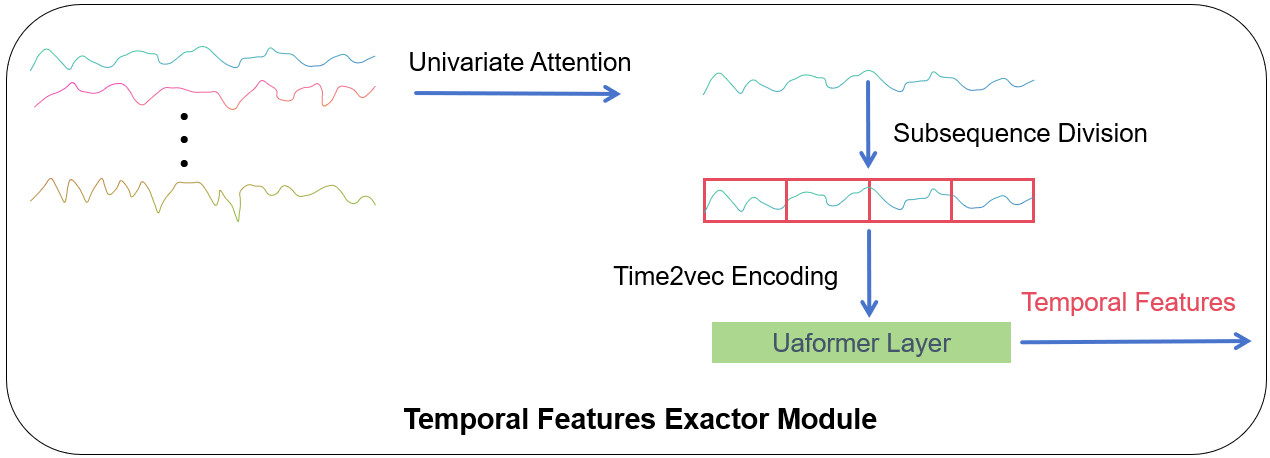 Univariate Attention
Subsequence Division
Time2vec Encoding
Temporal Features
Uaformer Layer
Temporal Features Exactor Module